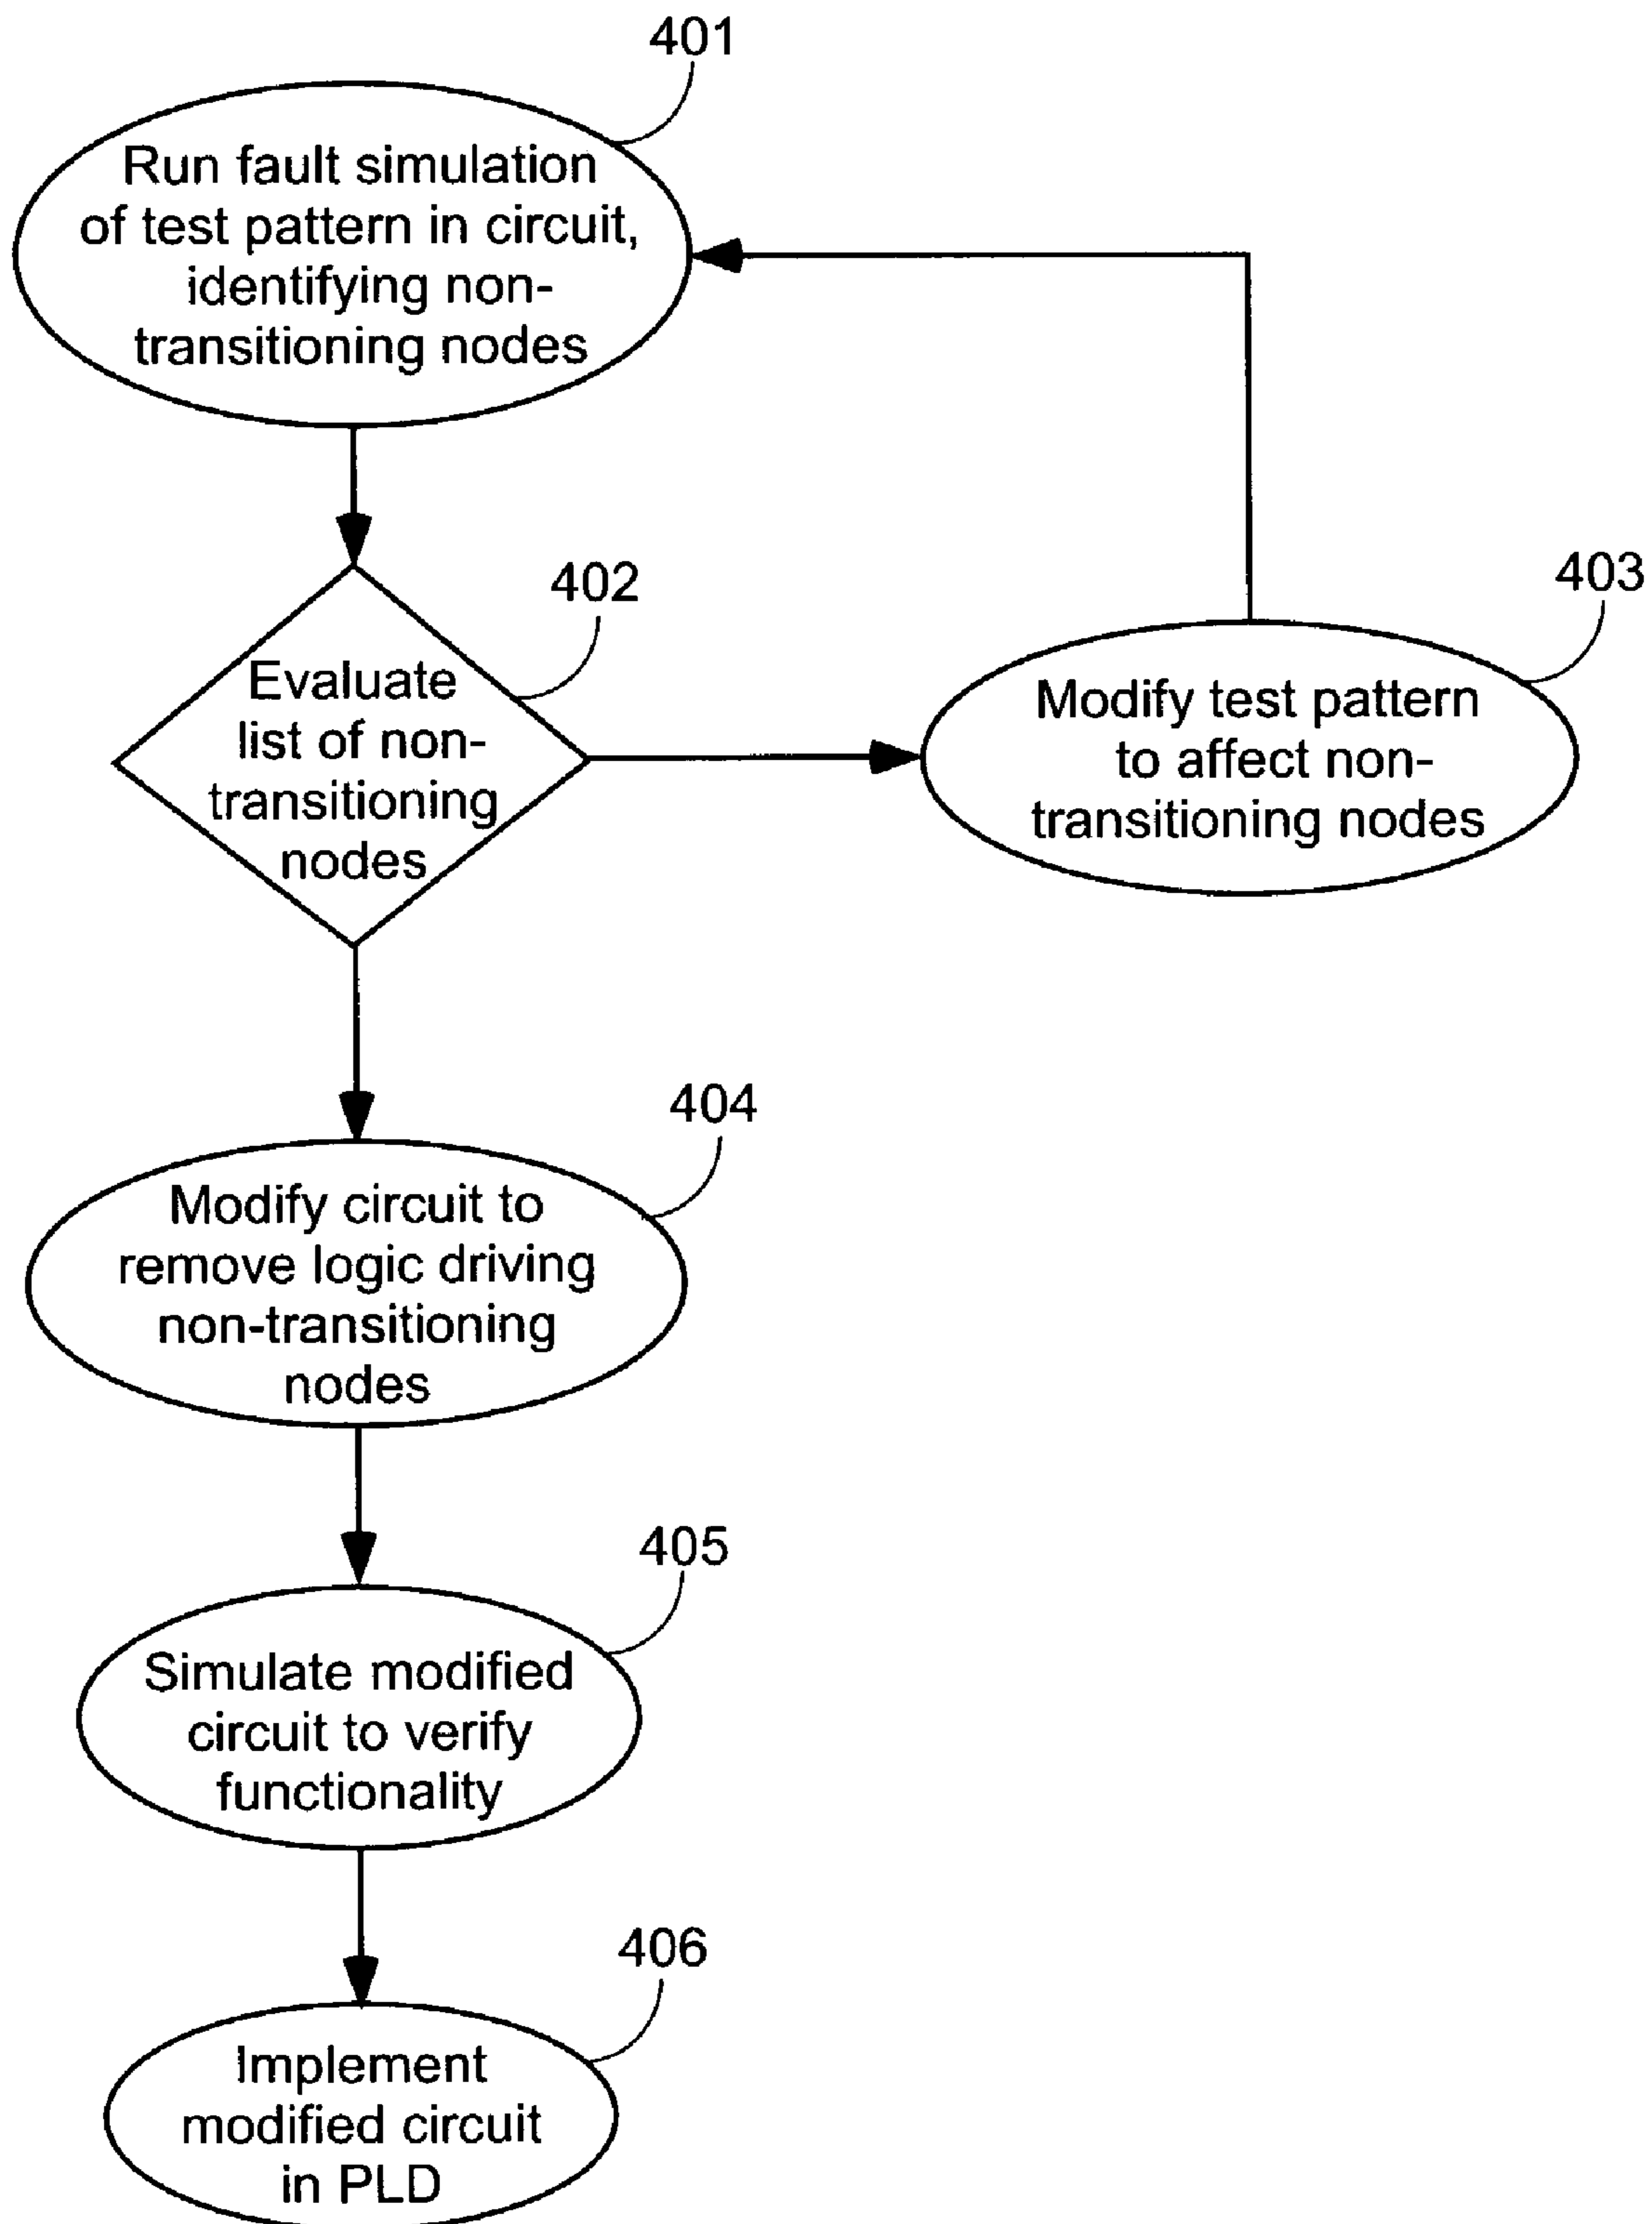 401
Run fault simulation
of test pattern in circuit,
identifying non-
transitioning nodes
402
Evaluate
list of non-
transitioning
nodes
403
Modify test pattern
to affect non-
transitioning nodes
404
Modify circuit to
remove logic driving
non-transitioning
nodes
405
Simulate modified
circuit to verify
functionality
406
Implement
modified circuit
in PLD